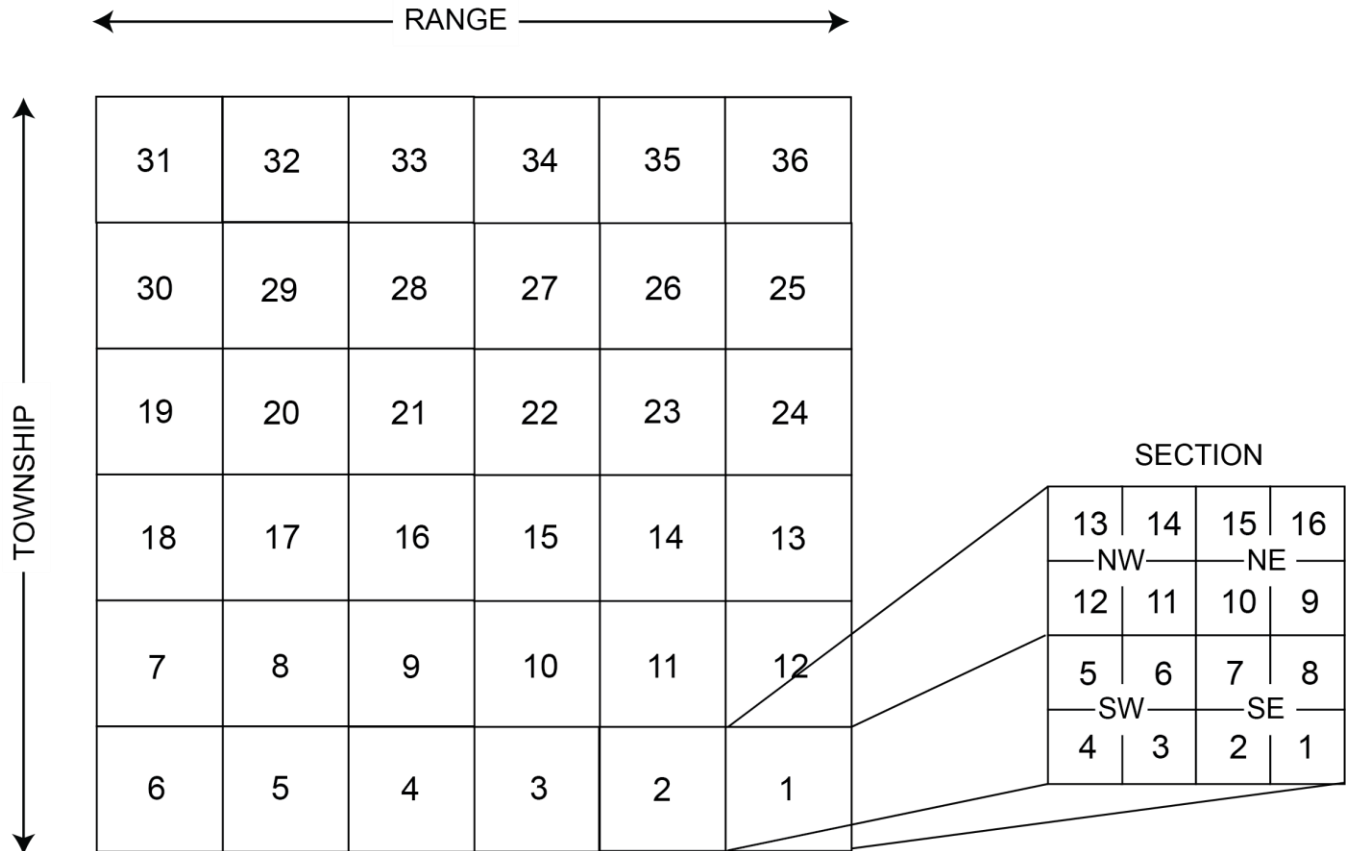 RANGE
TOWNSHIP
31 32 33 34 35 36
30 29 28 27 26 25
19 20 21 22 23 24
18 17 16 15 14 13
7 8 9 10 11 12
6 5 4 3 2 1
SECTION
13 14 15 16
NW NE
12 11 10 9
5 6 7 8
SW SE
4 3 2 1